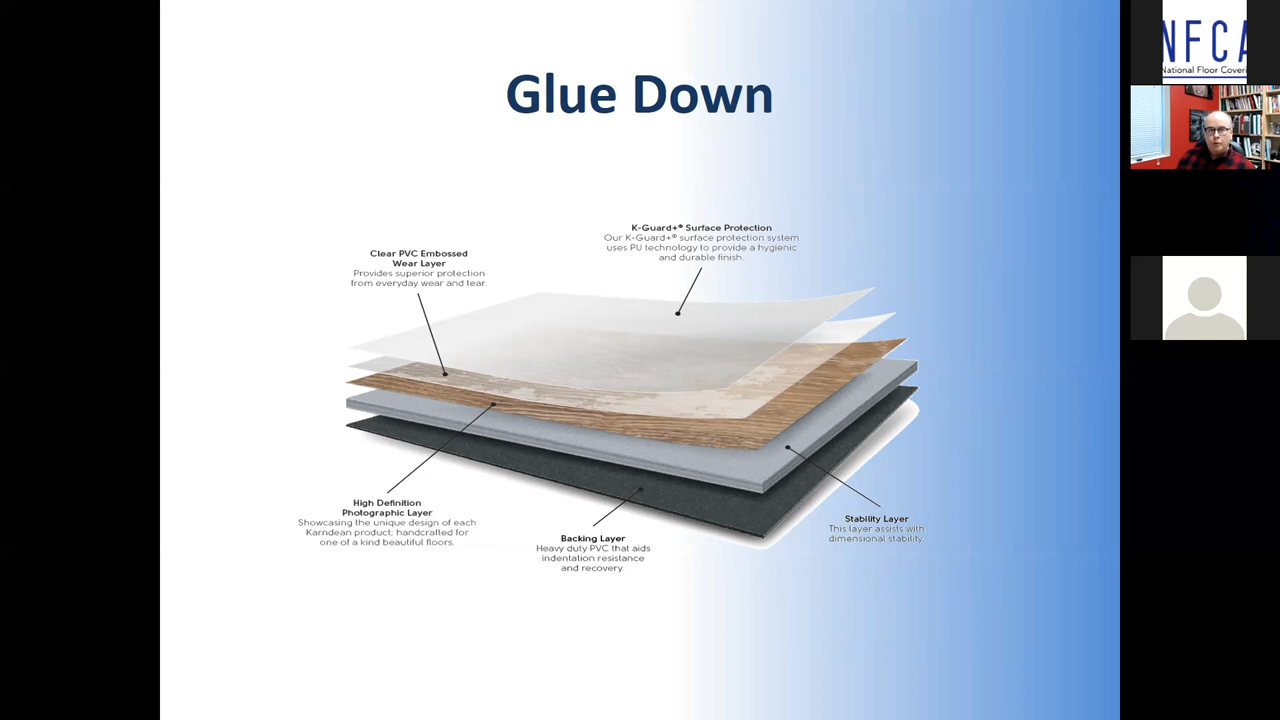 Glue Down
K-Guard+® Surface Protection
Our K-Guard+® surface protection system
uses PU technology to provide a hygienic
and durable finish.
Clear PVC Embossed
Wear Layer
Provides superior protection
from everyday wear and tear.
High Definition
Photographic Layer
Showcasing the unique design of each
Karndean product; handcrafted for
one of a kind beautiful floors.
Backing Layer
Heavy duty PVC that aids
indentation resistance
and recovery.
Stability Layer
This layer assists with
dimensional stability.
NFCA
National Floor Coveri